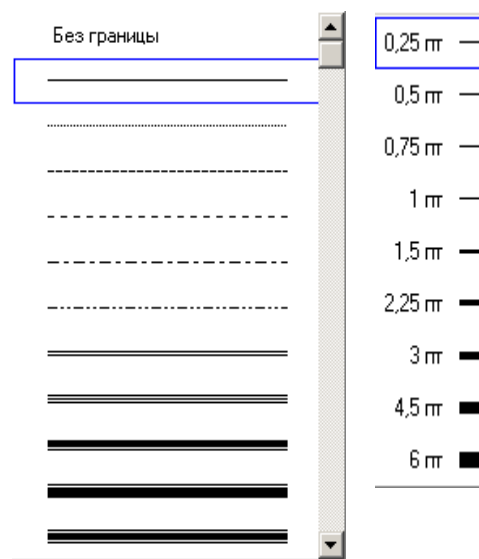 Без границы
0,25 пт
0,5 пт
0,75 пт
1 пт
1,5 пт
2,25 пт
3 пт
4,5 пт
6 пт